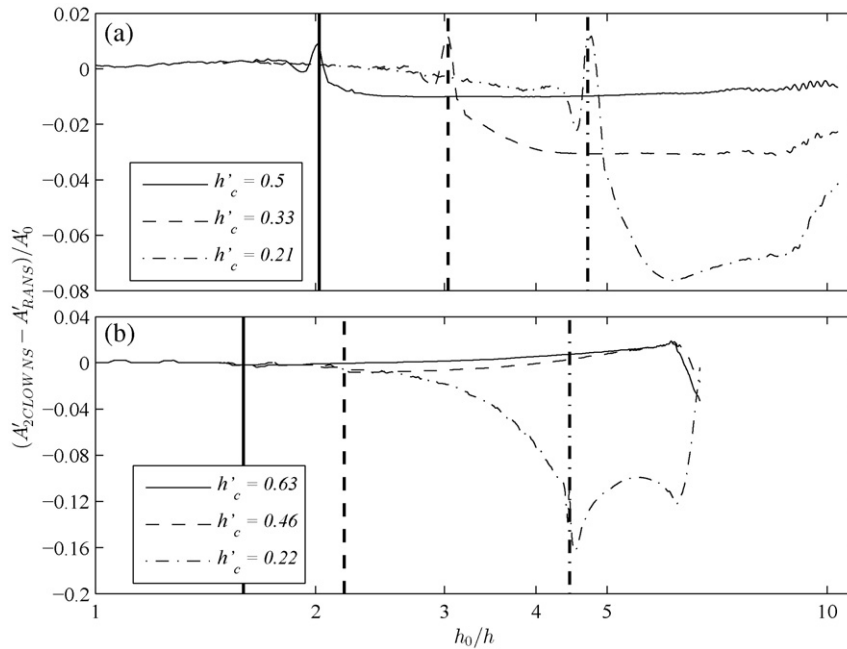 (a)
0.02
0
−0.02
−0.04
−0.06
−0.08
h'c = 0.5
h'c = 0.33
h'c = 0.21
(A'2CLOWNS − A'RANS)/A'0
(b)
0.04
0
−0.04
−0.08
−0.12
−0.16
−0.2
h'c = 0.63
h'c = 0.46
h'c = 0.22
1 2 3 4 5 10
h0/h